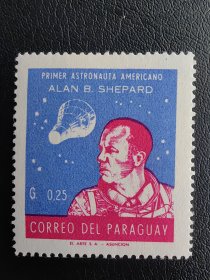 PRIMER ASTRONAUTA AMERICANO
ALAN B. SHEPARD
G. 0,25
CORREO DEL PARAGUAY
EL ARTE S.A. - ASUNCION